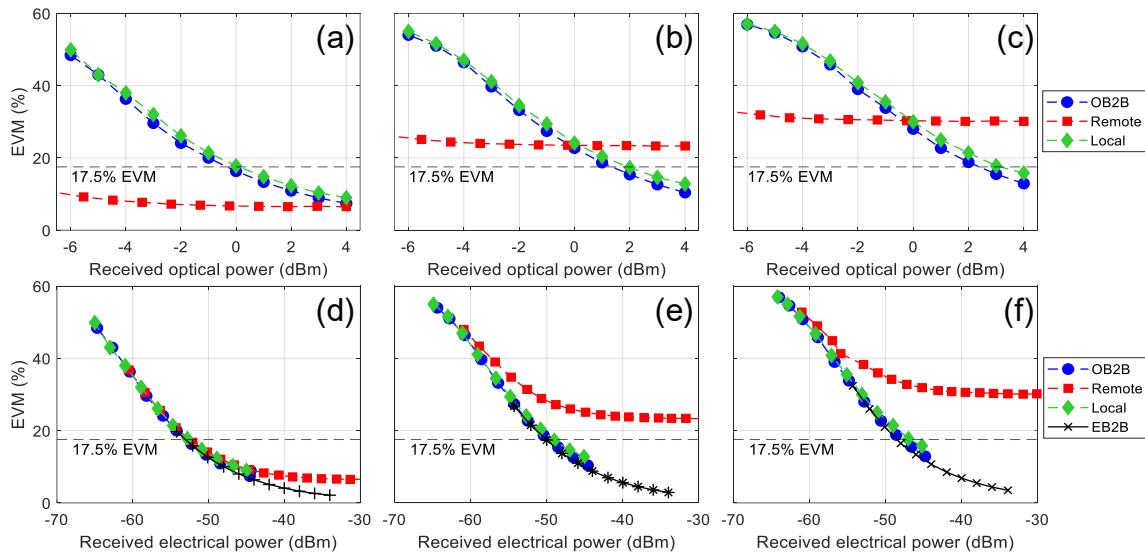 (a)
(b)
(c)
60
40
20
0
EVM (%)
17.5% EVM
17.5% EVM
17.5% EVM
-6 -4 -2 0 2 4
-6 -4 -2 0 2 4
-6 -4 -2 0 2 4
Received optical power (dBm)
Received optical power (dBm)
Received optical power (dBm)
OB2B
Remote
Local
(d)
(e)
(f)
60
40
20
0
EVM (%)
17.5% EVM
17.5% EVM
17.5% EVM
-70 -60 -50 -40 -30
-70 -60 -50 -40 -30
-70 -60 -50 -40 -30
Received electrical power (dBm)
Received electrical power (dBm)
Received electrical power (dBm)
OB2B
Remote
Local
EB2B